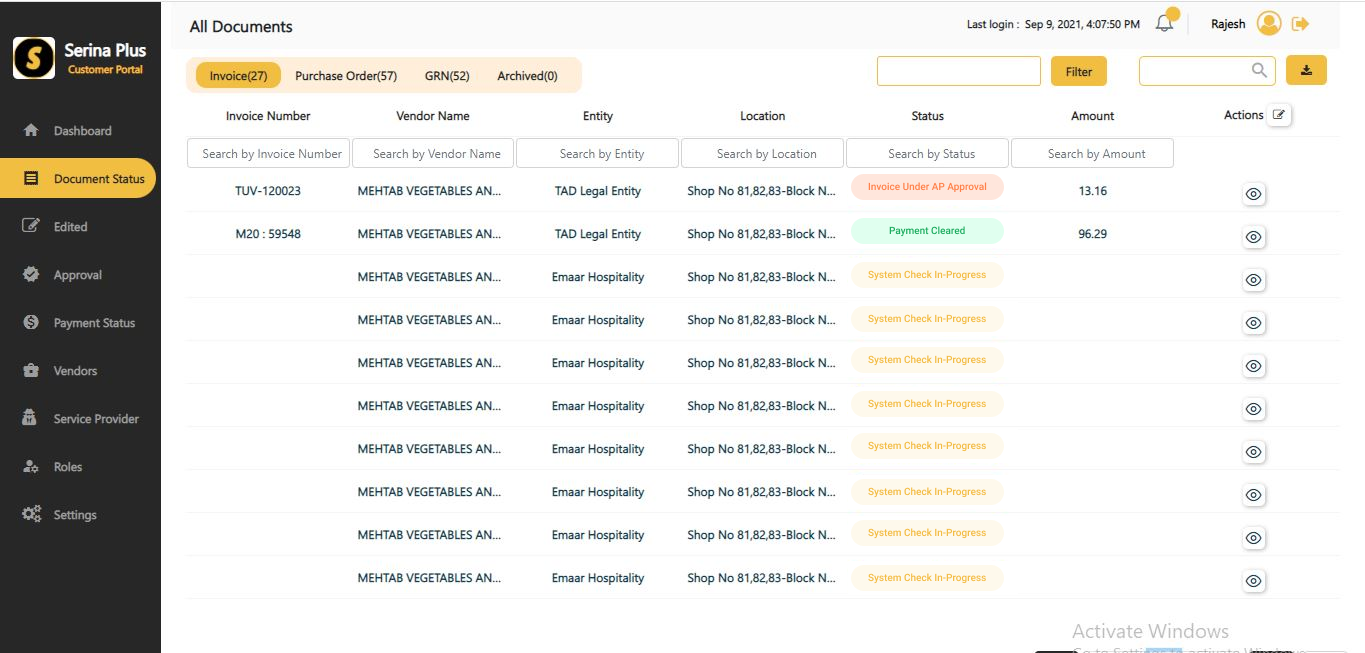 Serina Plus
Customer Portal
Dashboard
Document Status
Edited
Approval
Payment Status
Vendors
Service Provider
Roles
Settings
All Documents
Last login : Sep 9, 2021, 4:07:50 PM
Rajesh
Invoice(27) Purchase Order(57) GRN(52) Archived(0)
Filter
Invoice Number Vendor Name Entity Location Status Amount Actions
Search by Invoice Number Search by Vendor Name Search by Entity Search by Location Search by Status Search by Amount
TUV-120023 MEHTAB VEGETABLES AN... TAD Legal Entity Shop No 81,82,83-Block N... Invoice Under AP Approval 13.16
M20 : 59548 MEHTAB VEGETABLES AN... TAD Legal Entity Shop No 81,82,83-Block N... Payment Cleared 96.29
MEHTAB VEGETABLES AN... Emaar Hospitality Shop No 81,82,83-Block N... System Check In-Progress
MEHTAB VEGETABLES AN... Emaar Hospitality Shop No 81,82,83-Block N... System Check In-Progress
MEHTAB VEGETABLES AN... Emaar Hospitality Shop No 81,82,83-Block N... System Check In-Progress
MEHTAB VEGETABLES AN... Emaar Hospitality Shop No 81,82,83-Block N... System Check In-Progress
MEHTAB VEGETABLES AN... Emaar Hospitality Shop No 81,82,83-Block N... System Check In-Progress
MEHTAB VEGETABLES AN... Emaar Hospitality Shop No 81,82,83-Block N... System Check In-Progress
MEHTAB VEGETABLES AN... Emaar Hospitality Shop No 81,82,83-Block N... System Check In-Progress
MEHTAB VEGETABLES AN... Emaar Hospitality Shop No 81,82,83-Block N... System Check In-Progress
Activate Windows
Go to Settings to activate Windows.